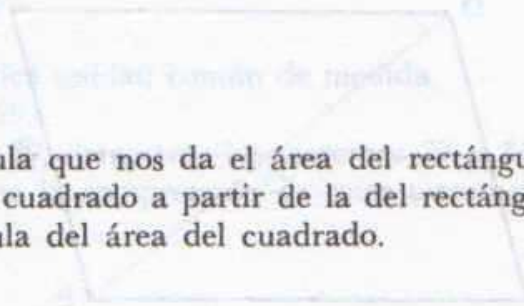 ula que nos da el área del rectángu
cuadrado a partir de la del rectáng
ula del área del cuadrado.